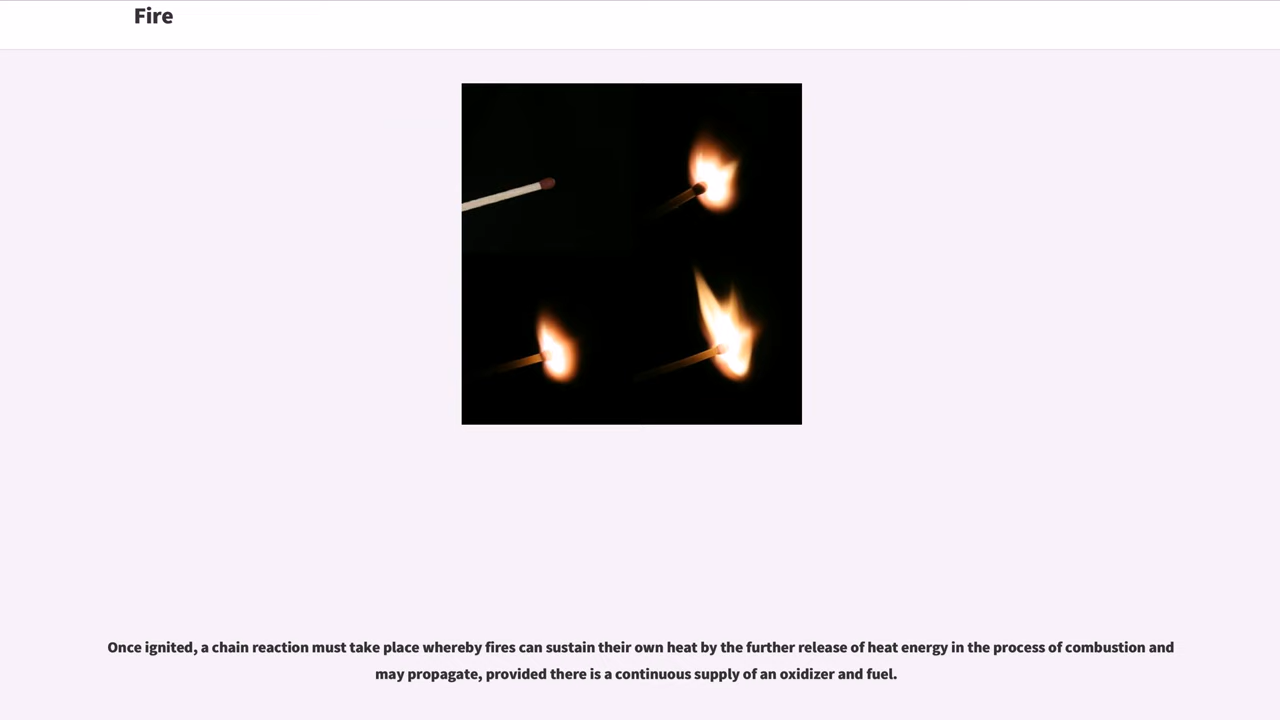 Fire
Once ignited, a chain reaction must take place whereby fires can sustain their own heat by the further release of heat energy in the process of combustion and
may propagate, provided there is a continuous supply of an oxidizer and fuel.